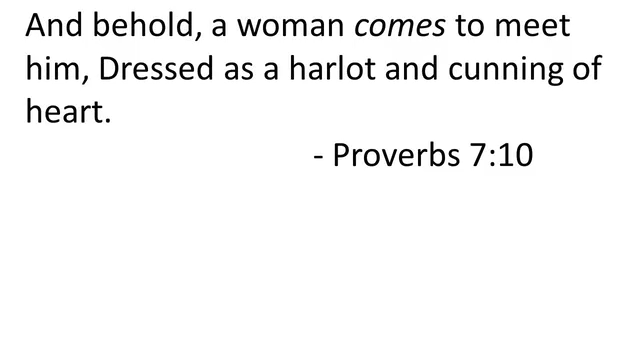 And behold, a woman comes to meet
him, Dressed as a harlot and cunning of
heart.
- Proverbs 7:10